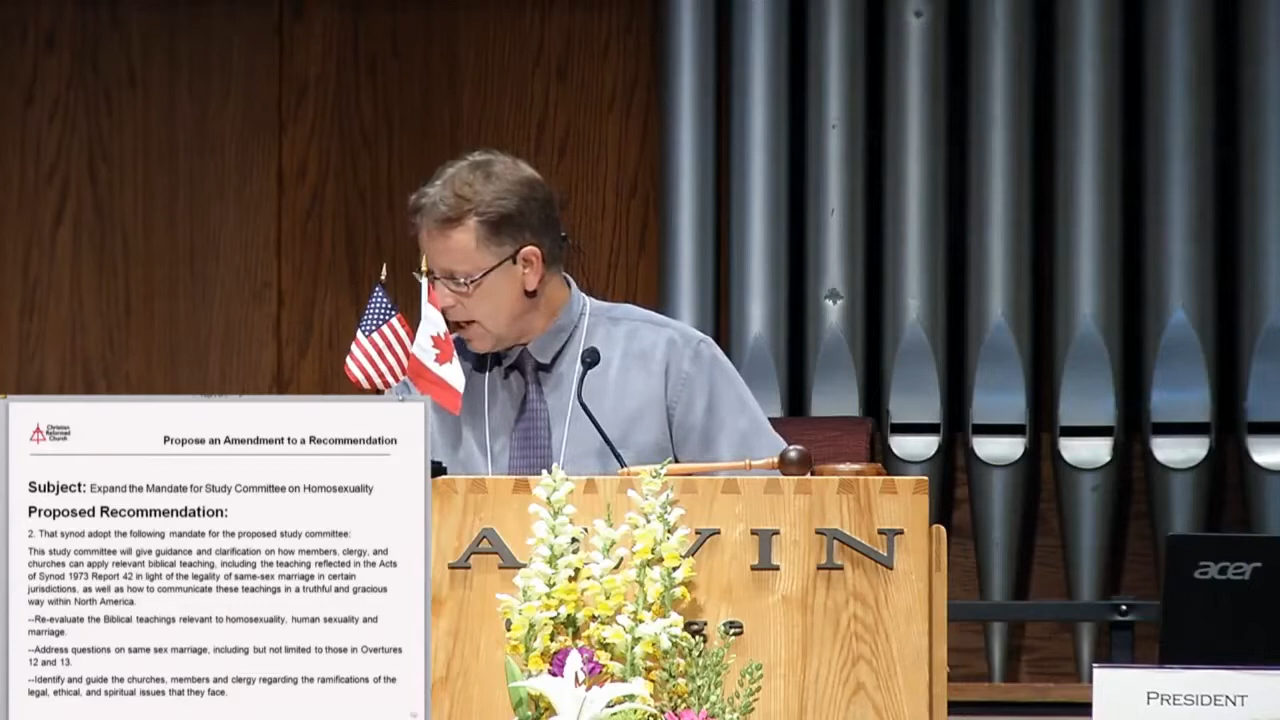 Christian
Reformed
Church
Propose an Amendment to a Recommendation
Subject: Expand the Mandate for Study Committee on Homosexuality
Proposed Recommendation:
2. That synod adopt the following mandate for the proposed study committee:
This study committee will give guidance and clarification on how members, clergy, and
churches can apply relevant biblical teaching, including the teaching reflected in the Acts
of Synod 1973 Report 42 in light of the legality of same-sex marriage in certain
jurisdictions, as well as how to communicate these teachings in a truthful and gracious
way within North America.
--Re-evaluate the Biblical teachings relevant to homosexuality, human sexuality and
marriage.
--Address questions on same sex marriage, including but not limited to those in Overtures
12 and 13.
--Identify and guide the churches, members and clergy regarding the ramifications of the
legal, ethical, and spiritual issues that they face.
A VIN
ge
acer
PRESIDENT